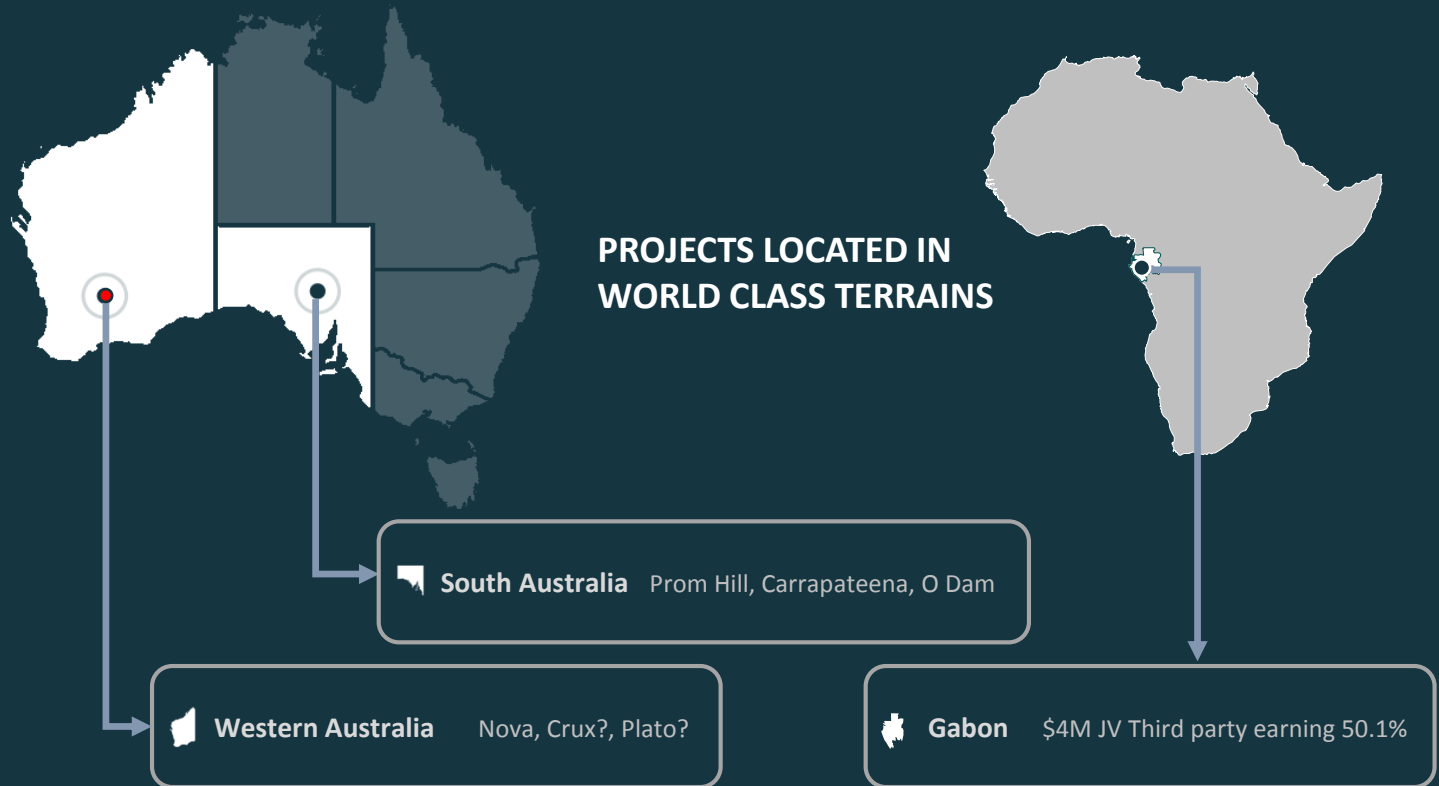 PROJECTS LOCATED IN
WORLD CLASS TERRAINS
South Australia Prom Hill, Carrapateena, O Dam
Western Australia Nova, Crux?, Plato?
Gabon $4M JV Third party earning 50.1%